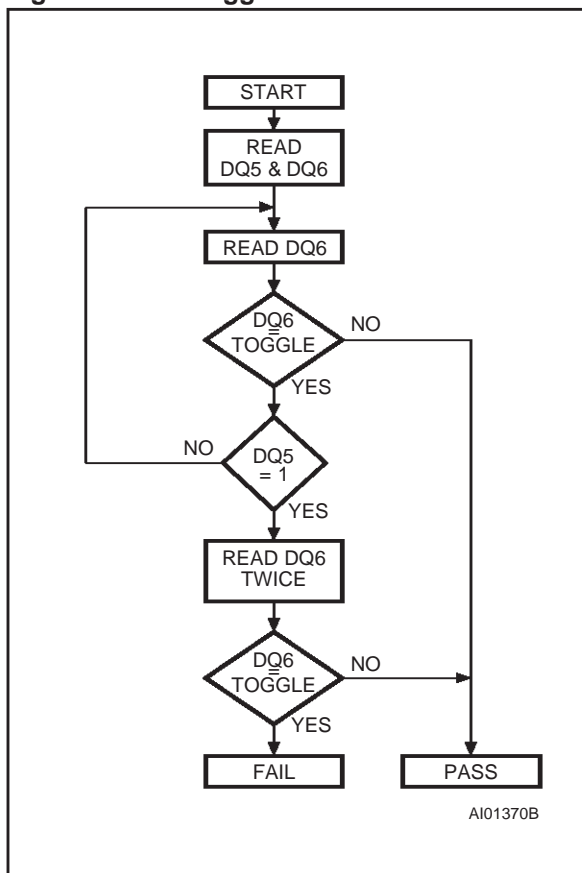 START
READ
DQ5 & DQ6
READ DQ6
DQ6
=
TOGGLE
NO
YES
NO
DQ5
= 1
YES
READ DQ6
TWICE
DQ6
=
TOGGLE
NO
YES
FAIL
PASS
AI01370B